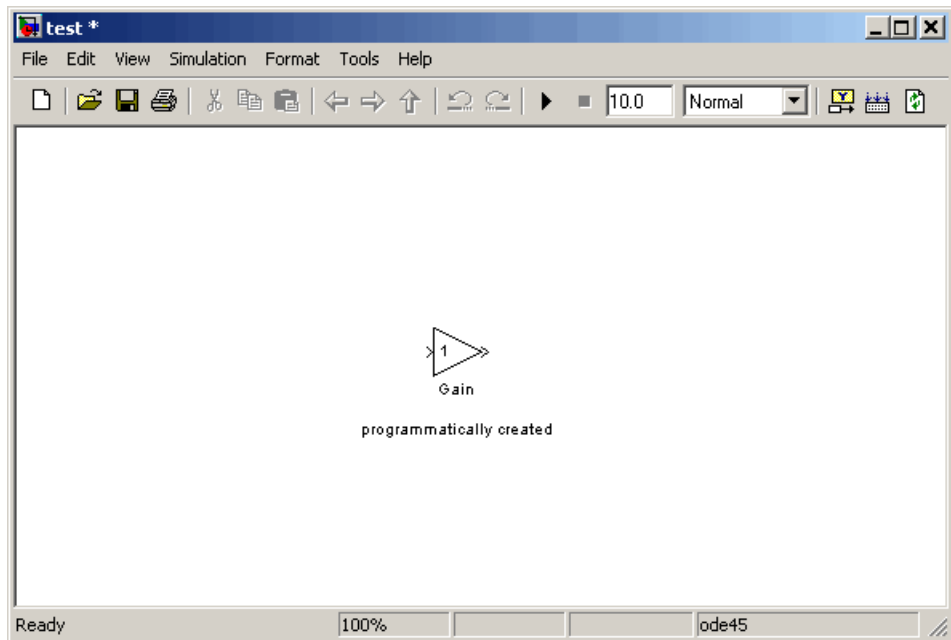 test *
File Edit View Simulation Format Tools Help
10.0 Normal
1
Gain
programmatically created
Ready 100% ode45